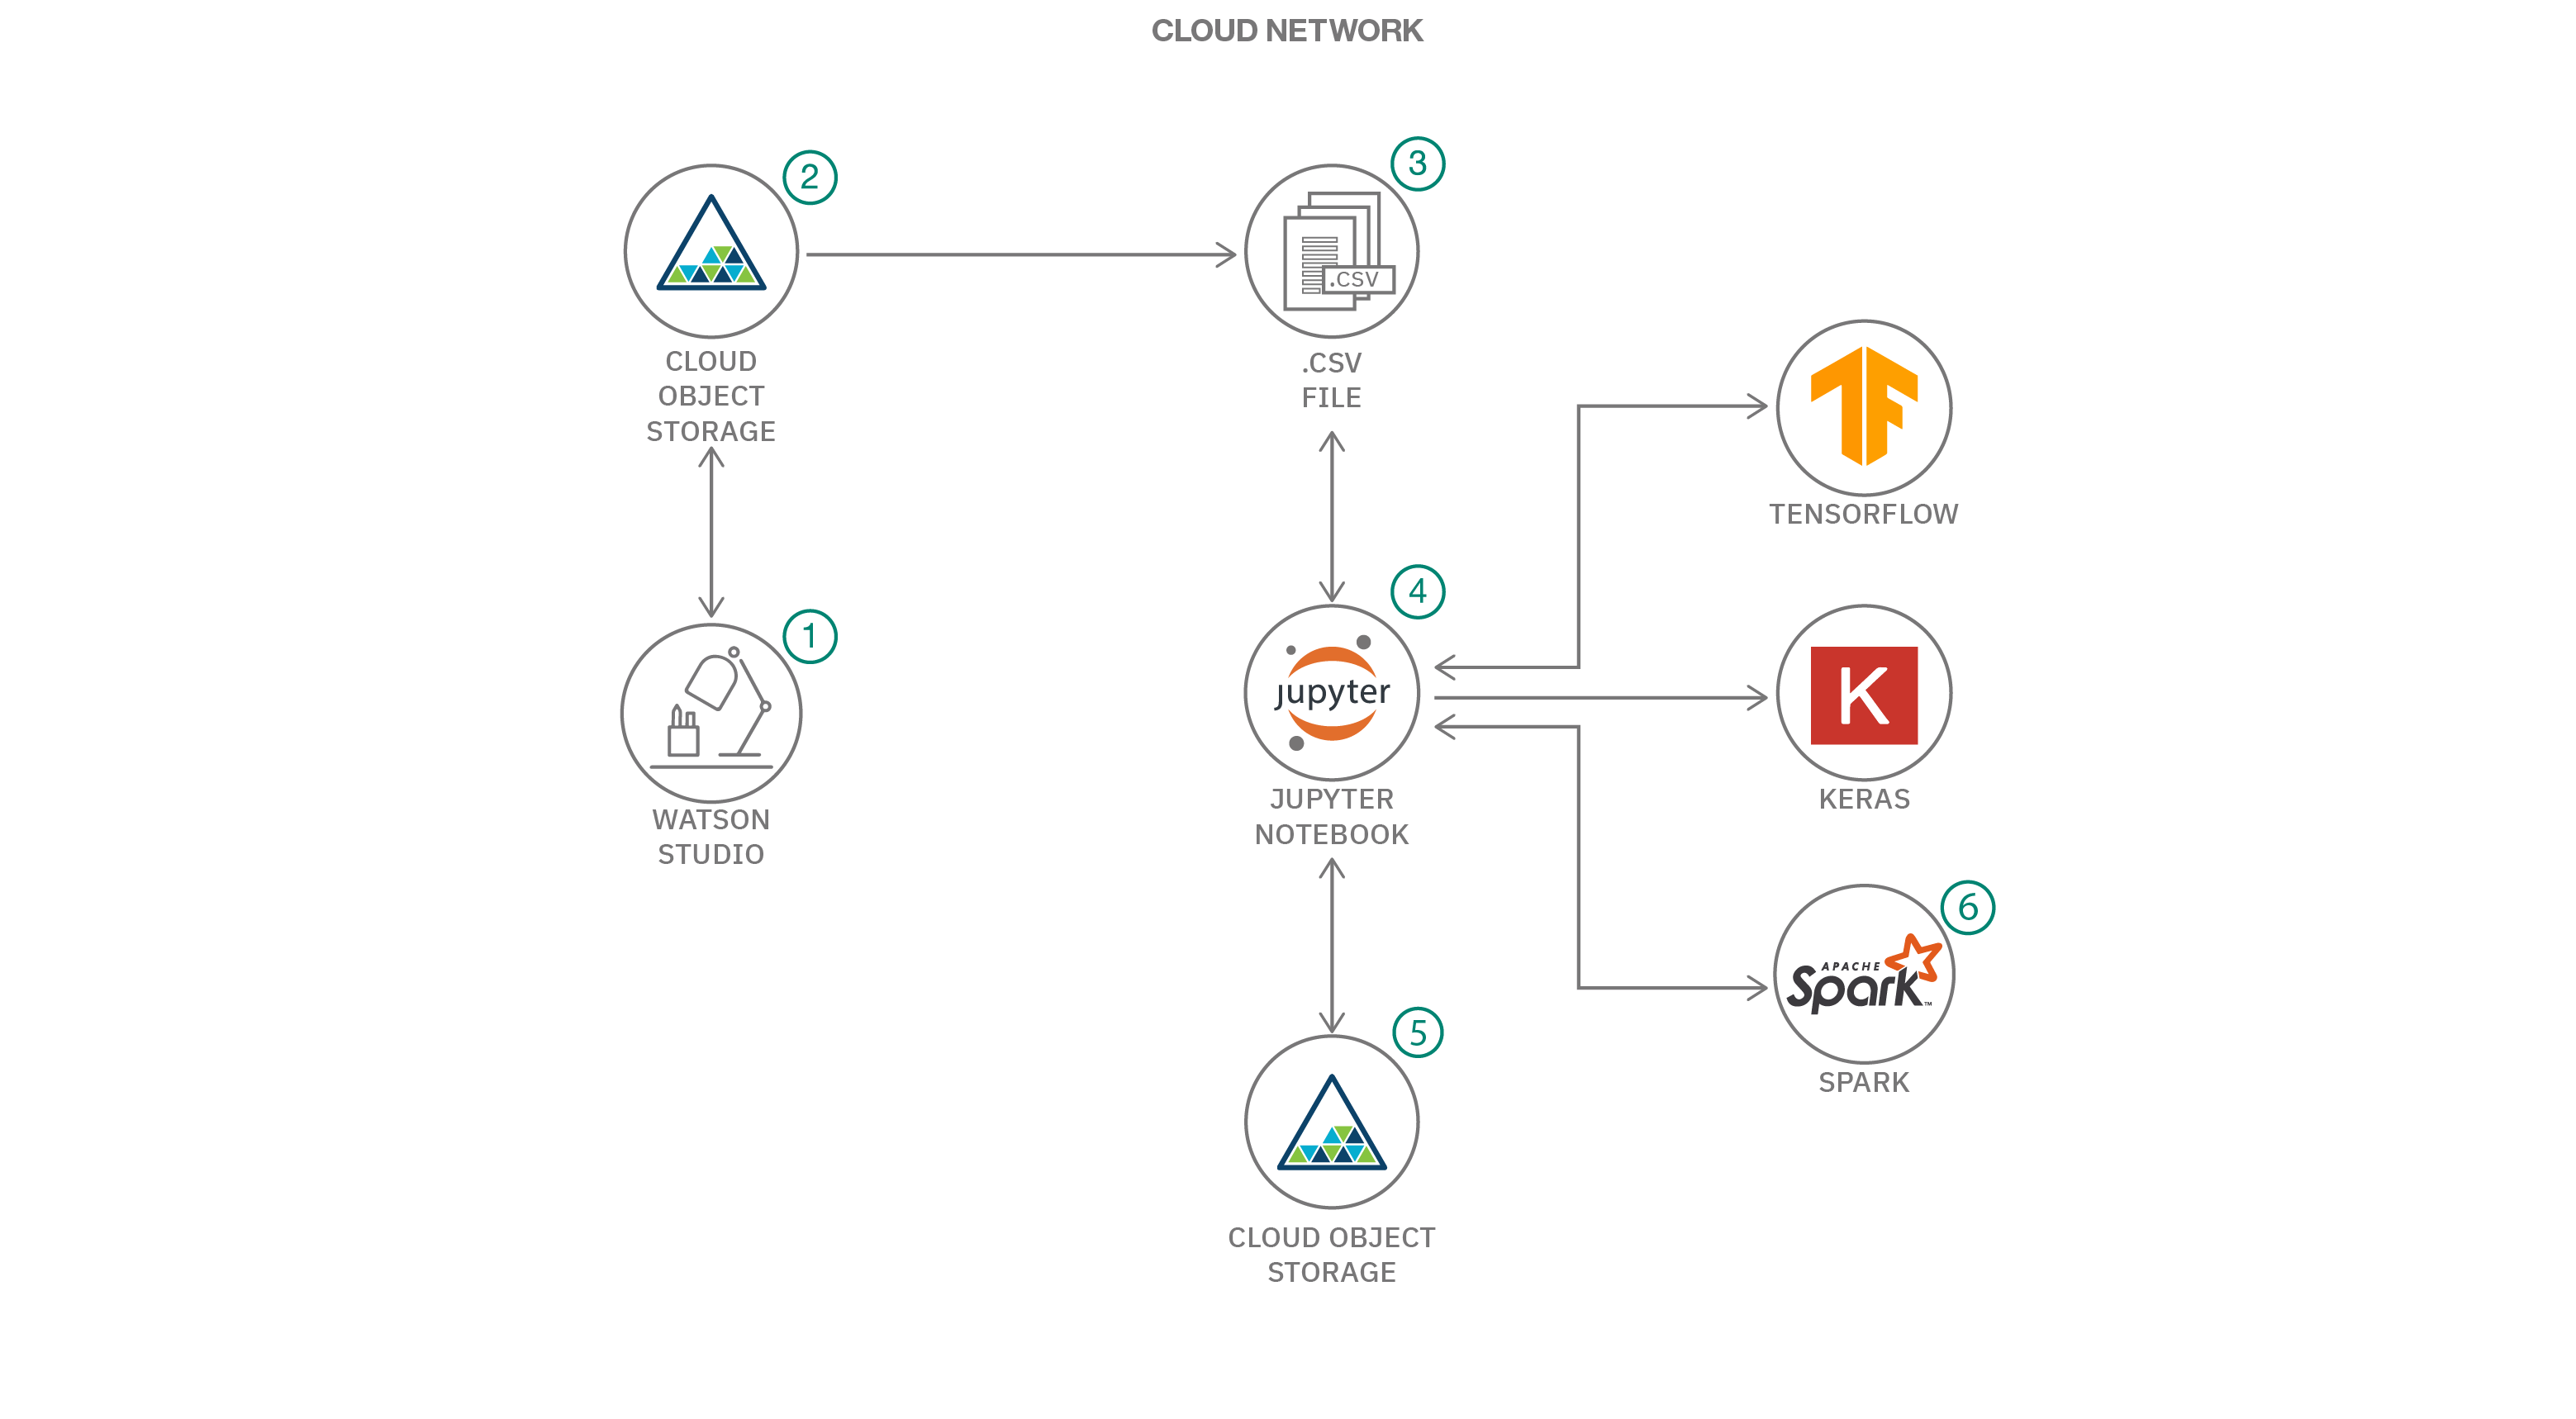 CLOUD NETWORK
2
CLOUD
OBJECT
STORAGE
3
.CSV
.CSV
FILE
TENSORFLOW
1
WATSON
STUDIO
4
jupyter
JUPYTER
NOTEBOOK
K
KERAS
6
APACHE
Spark™
SPARK
5
CLOUD OBJECT
STORAGE